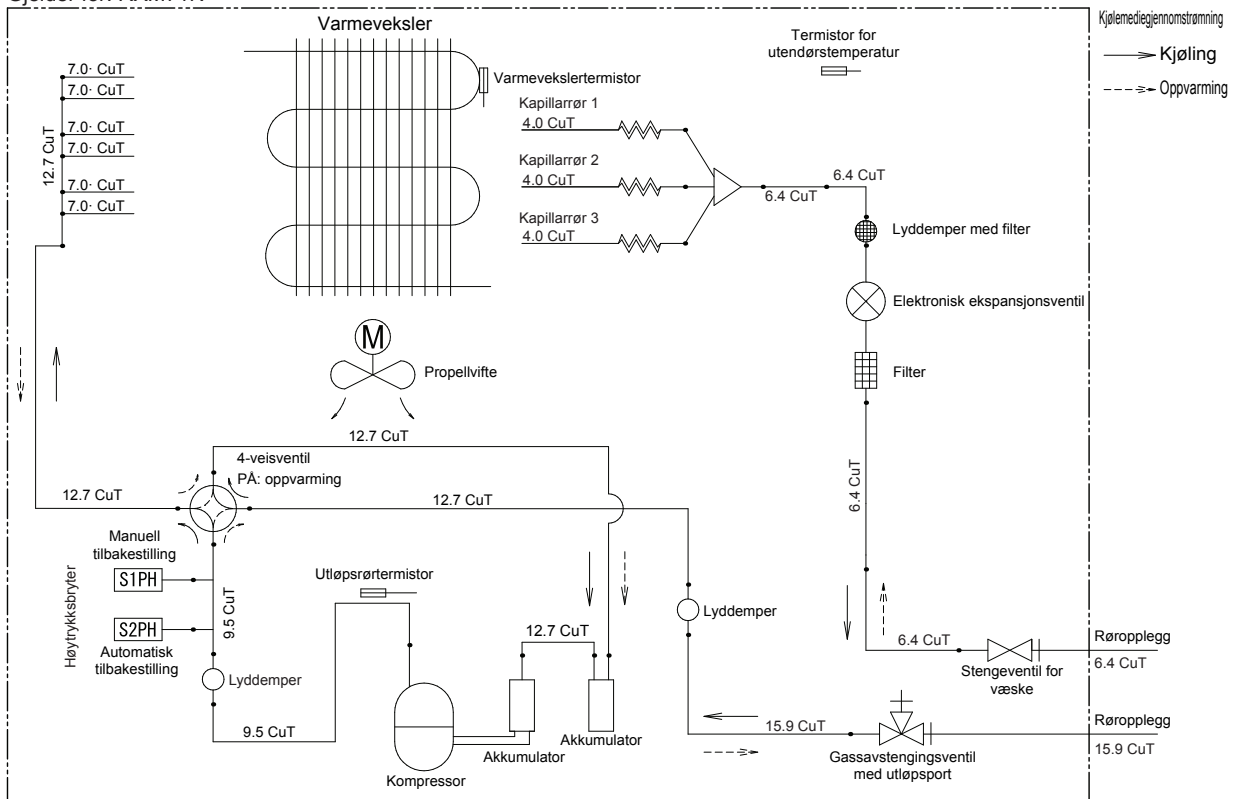 Varmeveksler
Kjølemediegjennomstrømning
Kjøling
Oppvarming
Termistor for
utendørstemperatur
7.0· CuT
7.0· CuT
7.0· CuT
7.0· CuT
7.0· CuT
7.0· CuT
12.7 CuT
Varmevekslertermistor
Kapillarrør 1
4.0 CuT
Kapillarrør 2
4.0 CuT
Kapillarrør 3
4.0 CuT
6.4 CuT
6.4 CuT
Lyddemper med filter
Elektronisk ekspansjonsventil
Filter
M
Propellvifte
12.7 CuT
4-veisventil
PÅ: oppvarming
12.7 CuT
12.7 CuT
6.4 CuT
Manuell
tilbakestilling
S1PH
Høytrykksbryter
S2PH
Automatisk
tilbakestilling
9.5 CuT
Utløpsrørtermistor
Lyddemper
12.7 CuT
Lyddemper
9.5 CuT
Kompressor
Akkumulator
Akkumulator
6.4 CuT
Stengeventil for
væske
Røropplegg
6.4 CuT
15.9 CuT
Gassavstengingsventil
med utløpsport
Røropplegg
15.9 CuT